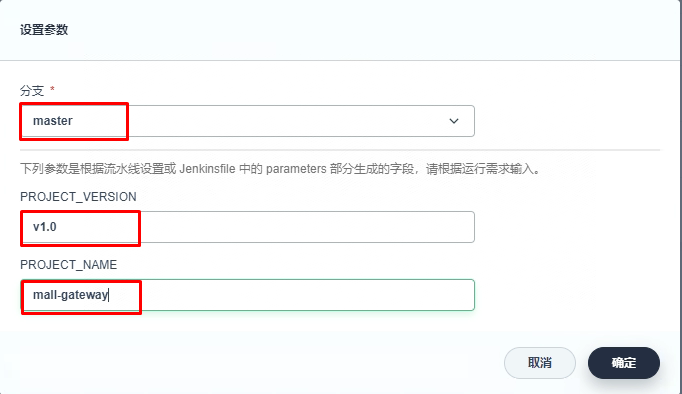 设置参数
分支 *
master
下列参数是根据流水线设置或 Jenkinsfile 中的 parameters 部分生成的字段，请根据运行需求输入。
PROJECT_VERSION
v1.0
PROJECT_NAME
mall-gateway
取消 确定